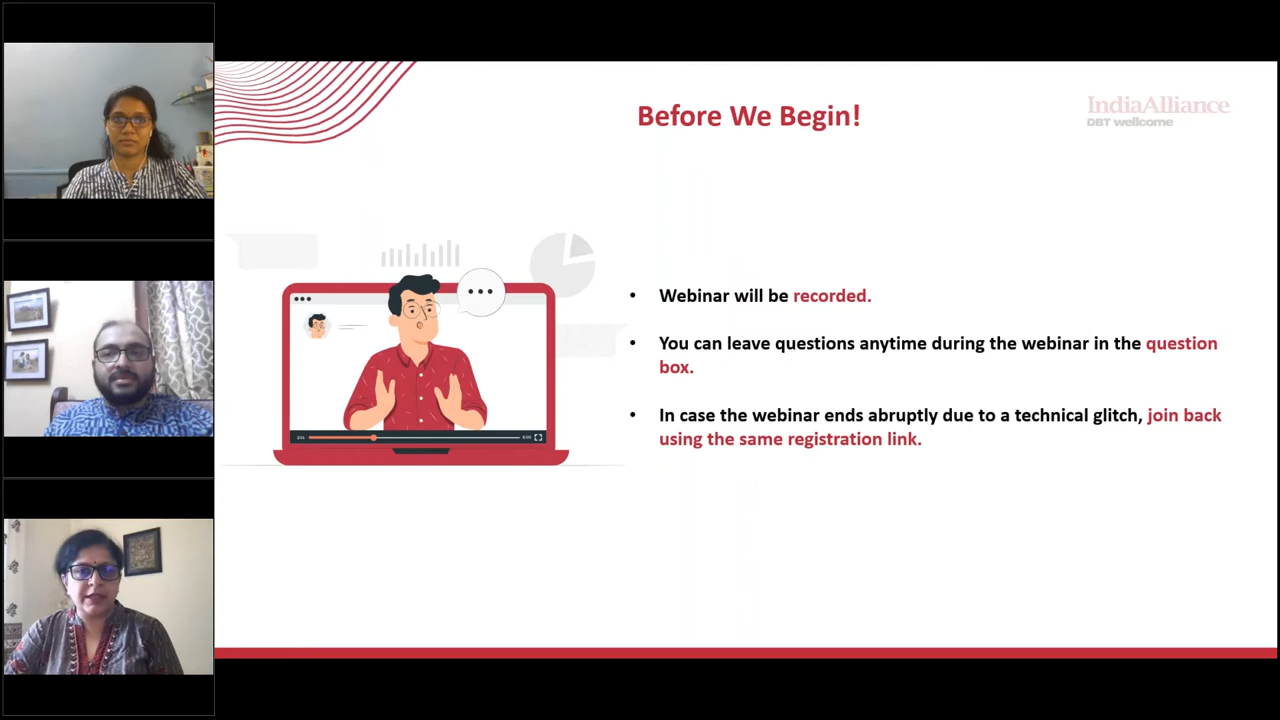 Before We Begin!
IndiaAlliance
DBT wellcome
• Webinar will be recorded.
• You can leave questions anytime during the webinar in the question
box.
• In case the webinar ends abruptly due to a technical glitch, join back
using the same registration link.